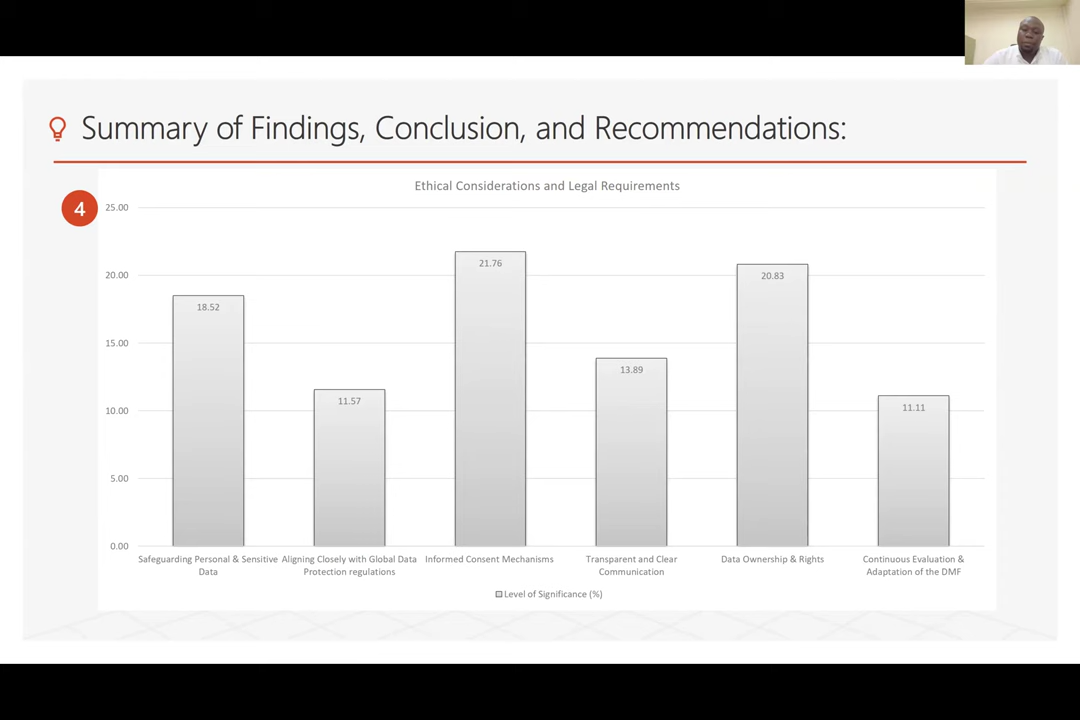 Summary of Findings, Conclusion, and Recommendations:
4
Ethical Considerations and Legal Requirements
25.00
20.00
15.00
10.00
5.00
0.00
18.52
11.57
21.76
13.89
20.83
11.11
Safeguarding Personal & Sensitive
Data
Aligning Closely with Global Data
Protection regulations
Informed Consent Mechanisms
Transparent and Clear
Communication
Data Ownership & Rights
Continuous Evaluation &
Adaptation of the DMF
Level of Significance (%)